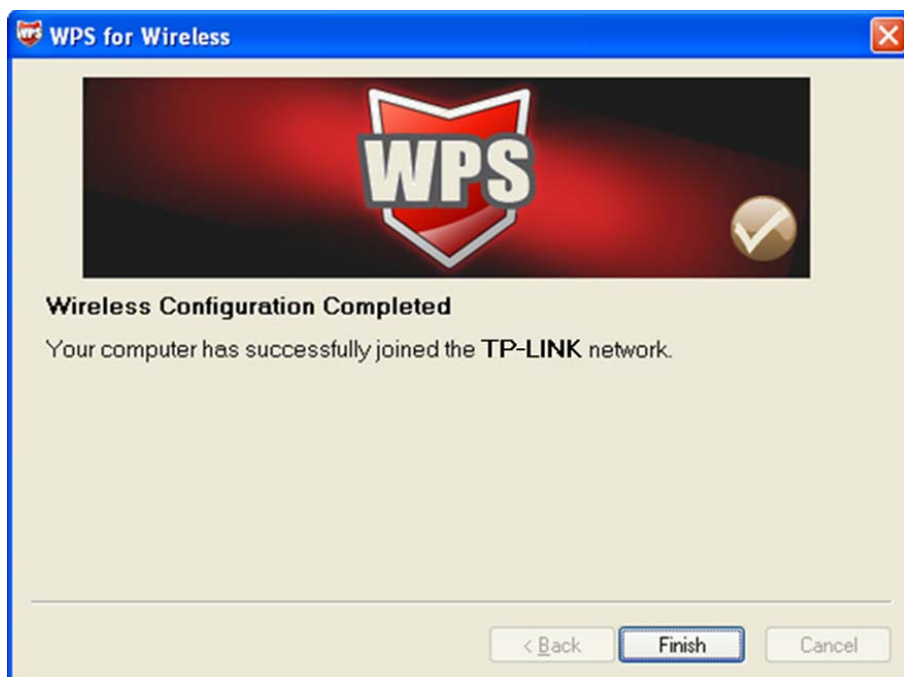 WPS WPS for Wireless
WPS
Wireless Configuration Completed
Your computer has successfully joined the TP-LINK network.
< Back Finish Cancel